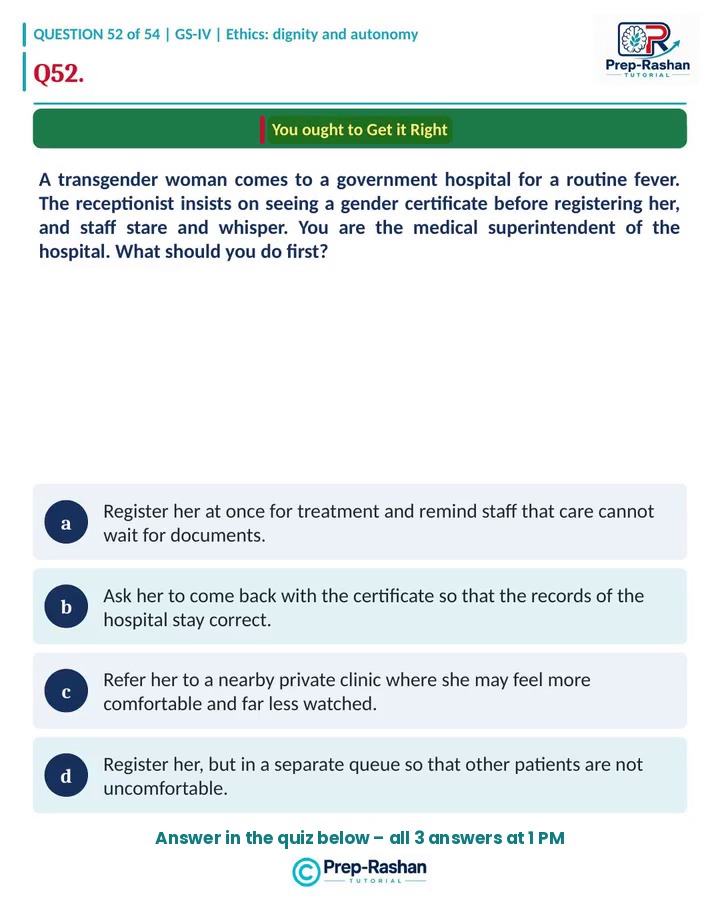 QUESTION 52 of 54 | GS-IV | Ethics: dignity and autonomy
Q52.
Prep-Rashan
TUTORIAL
You ought to Get it Right
A transgender woman comes to a government hospital for a routine fever.
The receptionist insists on seeing a gender certificate before registering her,
and staff stare and whisper. You are the medical superintendent of the
hospital. What should you do first?
a
Register her at once for treatment and remind staff that care cannot
wait for documents.
b
Ask her to come back with the certificate so that the records of the
hospital stay correct.
c
Refer her to a nearby private clinic where she may feel more
comfortable and far less watched.
d
Register her, but in a separate queue so that other patients are not
uncomfortable.
Answer in the quiz below – all 3 answers at 1 PM
© Prep-Rashan
TUTORIAL